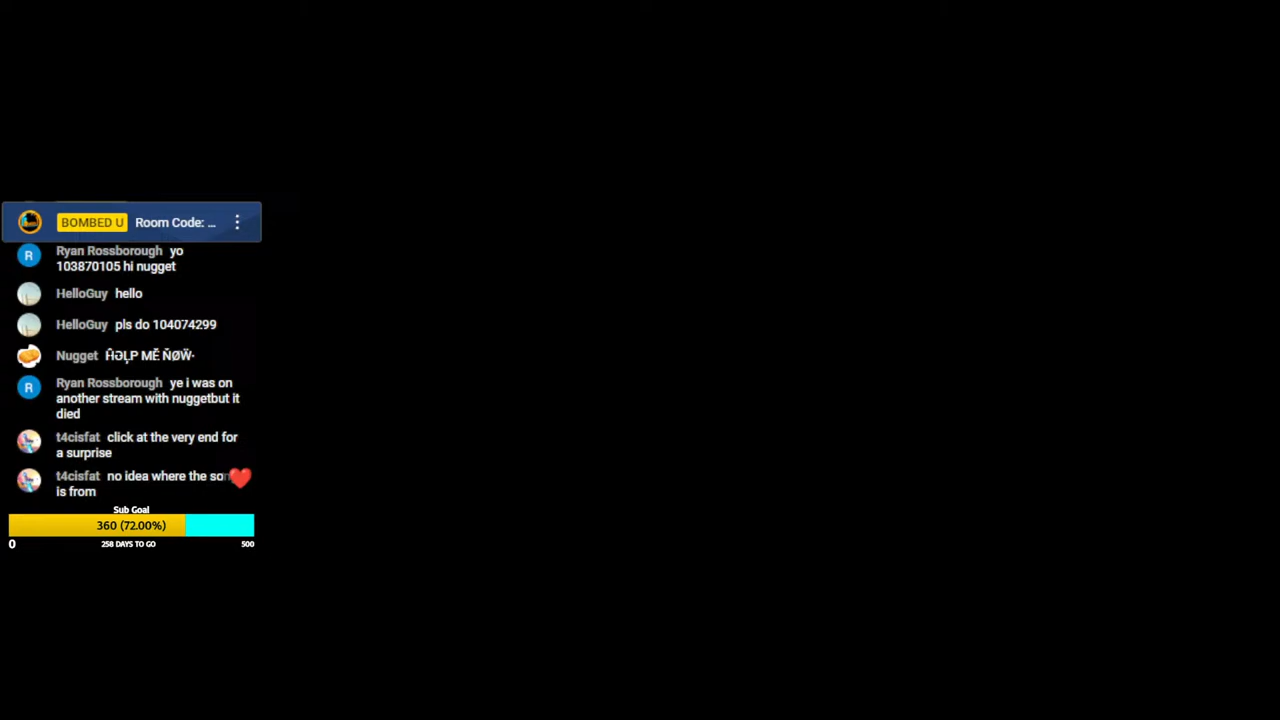 BOMBED U Room Code: ...
Ryan Rossborough yo
103870105 hi nugget
HelloGuy hello
HelloGuy pls do 104074299
Nugget ĤƏĻP MĚ ŇØŴ·
Ryan Rossborough ye i was on
another stream with nuggetbut it
died
t4cisfat click at the very end for
a surprise
t4cisfat no idea where the
is from
Sub Goal
360 (72.00%)
0 258 DAYS TO GO 500